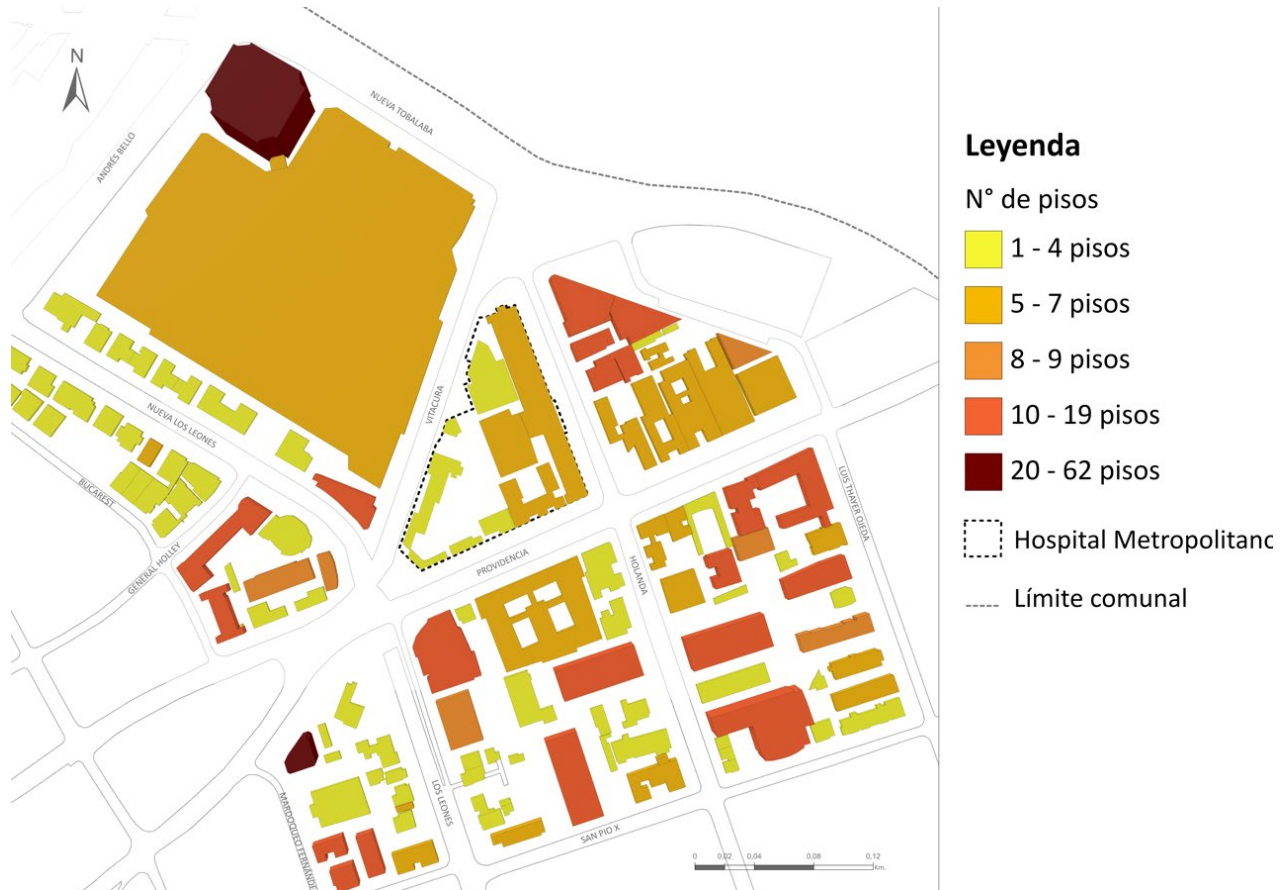 N
NUEVA TOBALABA
ANDRÉS BELLO
VITACURA
NUEVA LOS LEONES
BUCAREST
GENERAL HOLLEY
PROVIDENCIA
HOLANDA
LUIS THAYER OJEDA
LOS LEONES
MARDOQUEO FERNÁNDE
SAN PIO X
0 0,02 0,04 0,08 0,12
Km.
Leyenda
N° de pisos
1 - 4 pisos
5 - 7 pisos
8 - 9 pisos
10 - 19 pisos
20 - 62 pisos
Hospital Metropolitano
Límite comunal